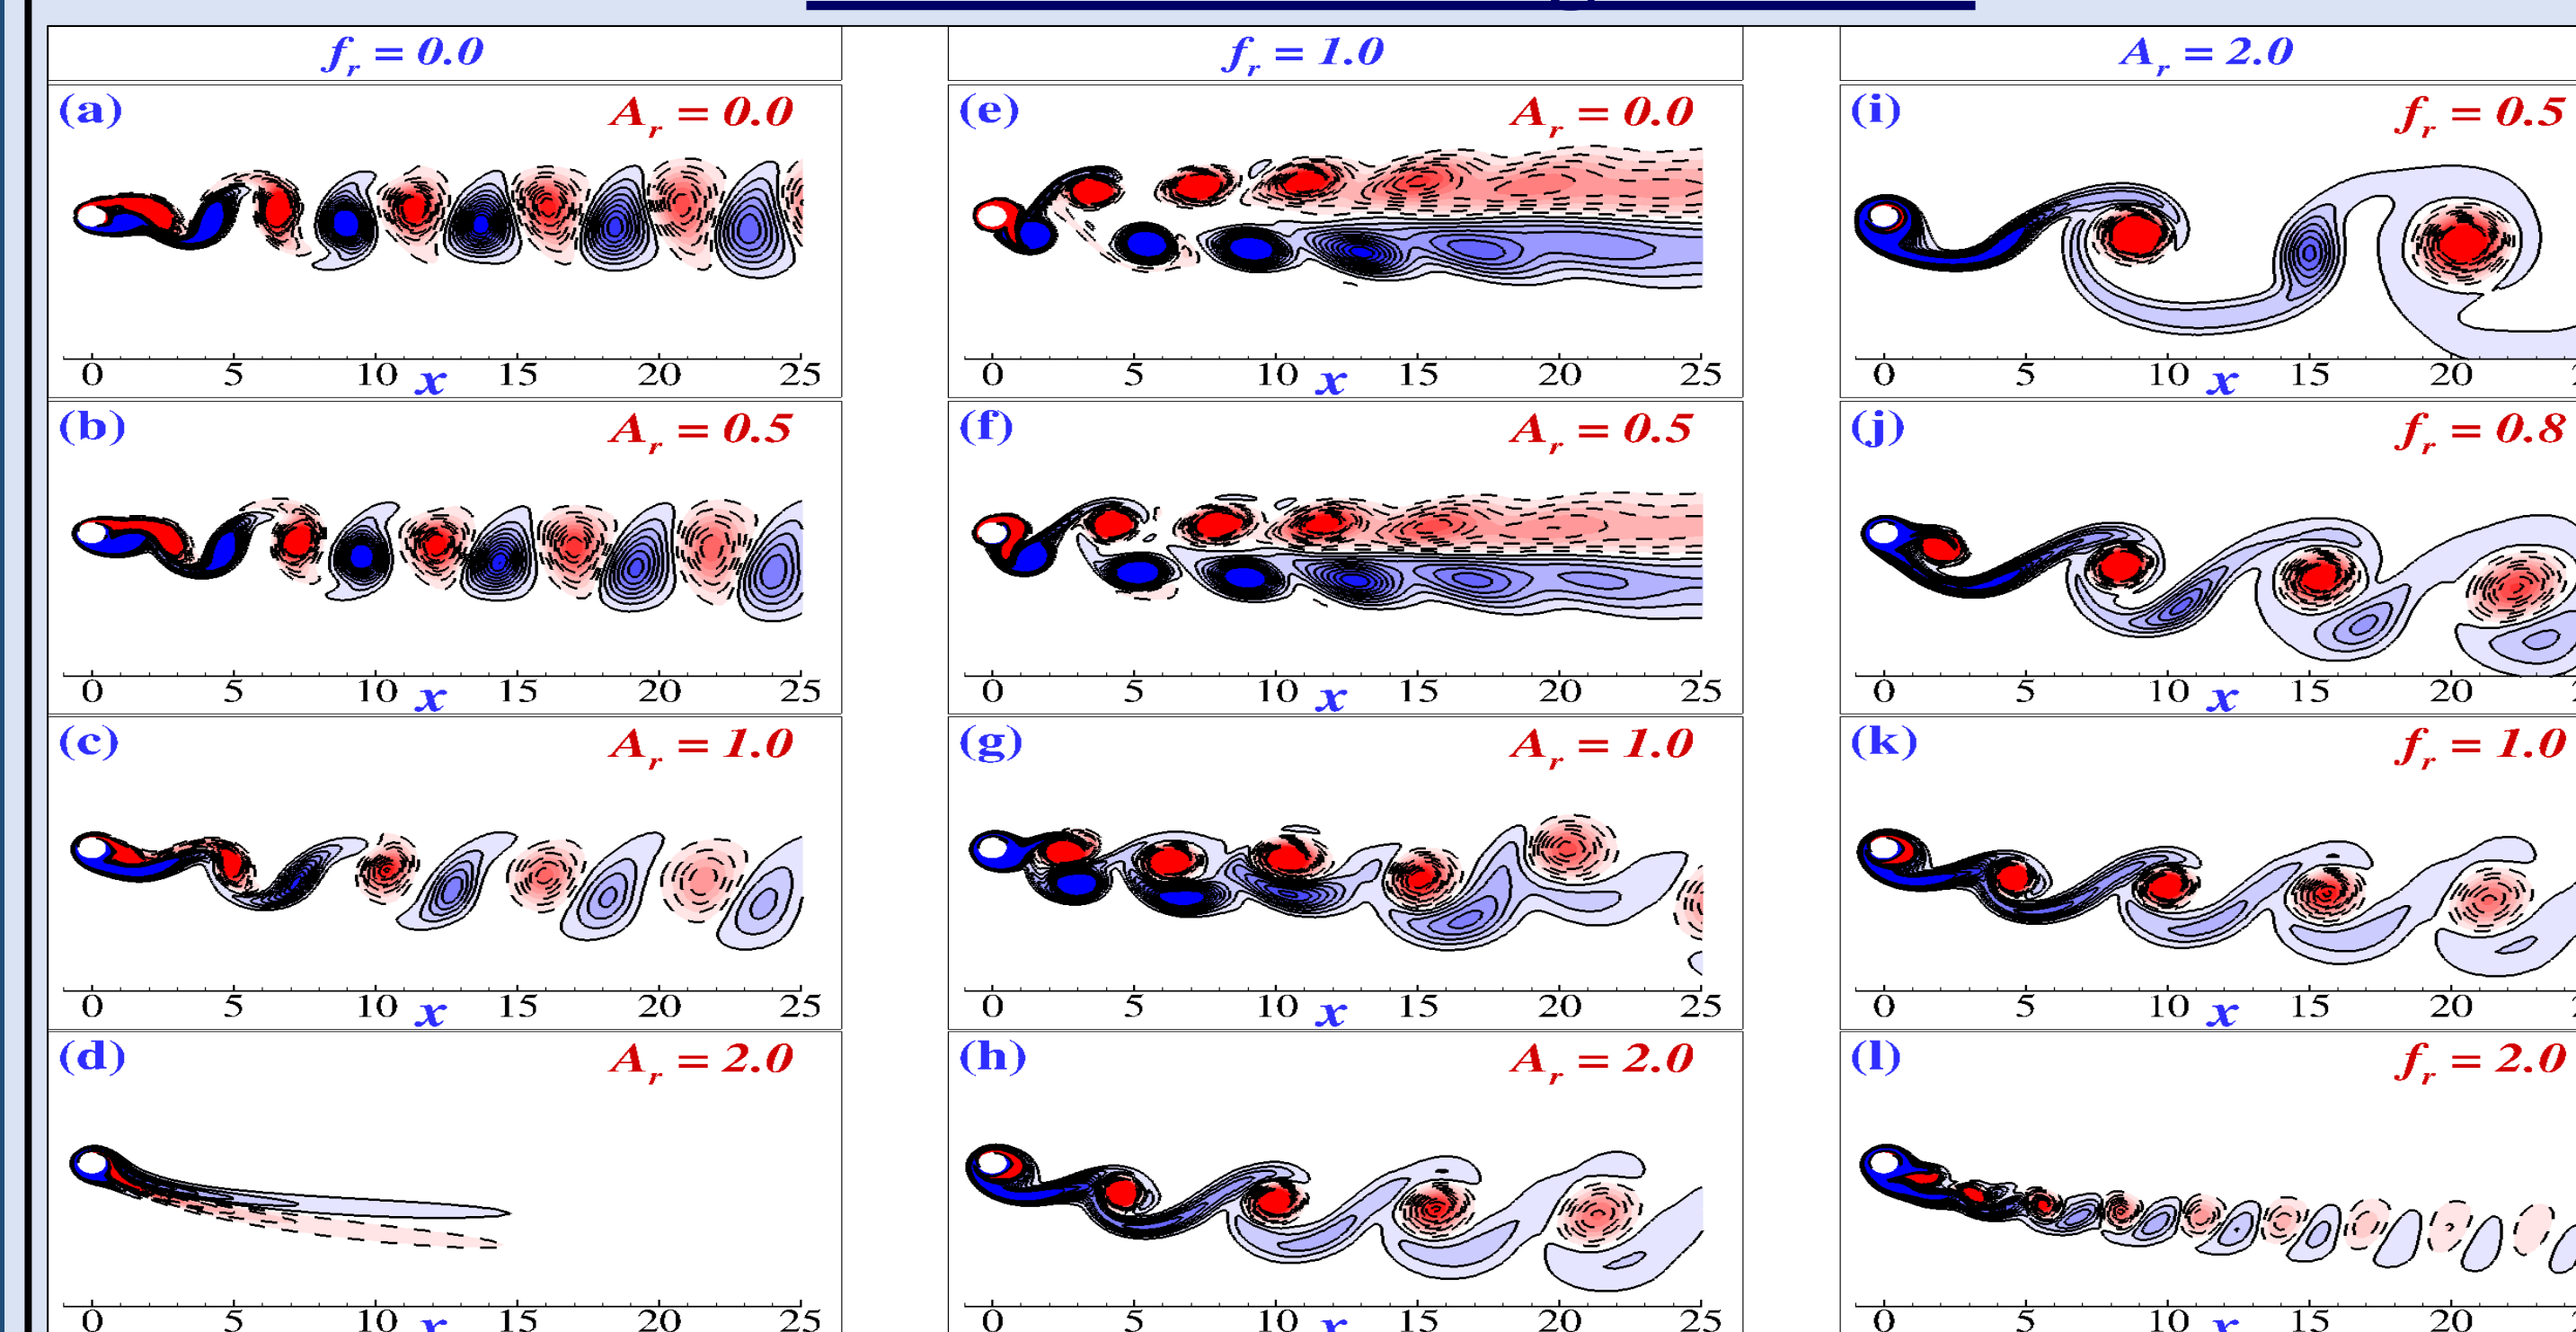 f_r = 0.0
(a) A_r = 0.0
0 5 10 x 15 20 25
(b) A_r = 0.5
0 5 10 x 15 20 25
(c) A_r = 1.0
0 5 10 x 15 20 25
(d) A_r = 2.0
0 5 10 x 15 20 25
f_r = 1.0
(e) A_r = 0.0
0 5 10 x 15 20 25
(f) A_r = 0.5
0 5 10 x 15 20 25
(g) A_r = 1.0
0 5 10 x 15 20 25
(h) A_r = 2.0
0 5 10 x 15 20 25
A_r = 2.0
(i) f_r = 0.5
0 5 10 x 15 20
(j) f_r = 0.8
0 5 10 x 15 20
(k) f_r = 1.0
0 5 10 x 15 20
(l) f_r = 2.0
0 5 10 x 15 20